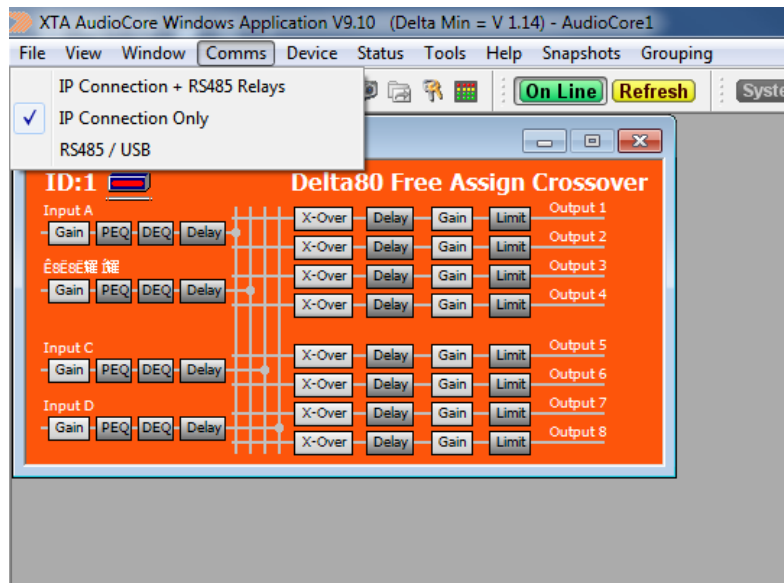 XTA AudioCore Windows Application V9.10 (Delta Min = V 1.14) - AudioCore1
File View Window Comms Device Status Tools Help Snapshots Grouping
IP Connection + RS485 Relays
IP Connection Only
RS485 / USB
On Line Refresh
ID:1 Delta80 Free Assign Crossover
Input A
Gain PEQ DEQ Delay
Gain PEQ DEQ Delay
Input C
Gain PEQ DEQ Delay
Input D
Gain PEQ DEQ Delay
X-Over Delay Gain Limit Output 1
X-Over Delay Gain Limit Output 2
X-Over Delay Gain Limit Output 3
X-Over Delay Gain Limit Output 4
X-Over Delay Gain Limit Output 5
X-Over Delay Gain Limit Output 6
X-Over Delay Gain Limit Output 7
X-Over Delay Gain Limit Output 8